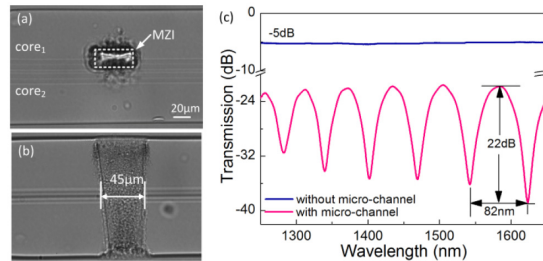 (a)
MZI
core1
core2
20μm
(b)
45μm
(c)
-5dB
0
-10
-24
-32
-40
Transmission (dB)
22dB
without micro-channel
with micro-channel
82nm
1300
1400
1500
1600
Wavelength (nm)